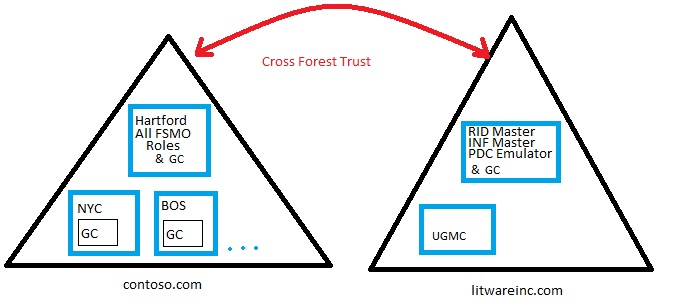 Cross Forest Trust
Hartford
All FSMO
Roles
& GC
NYC
GC
BOS
GC
contoso.com
RID Master
INF Master
PDC Emulator
& GC
UGMC
litwareinc.com